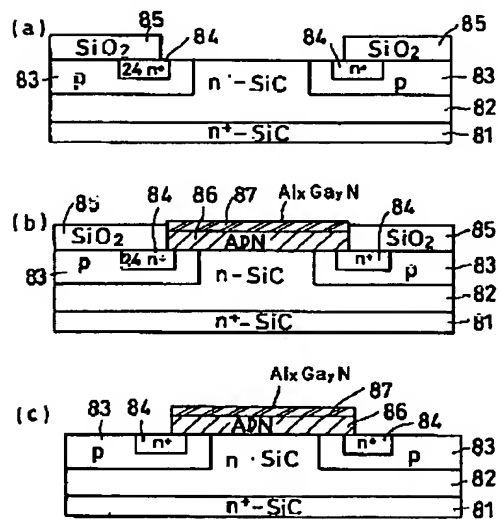 (a)
85
84
84
85
SiO2
SiO2
83
24 n+
n+
83
p
n--SiC
p
82
n+-SiC
81
(b)
85
84
86
87
AlxGayN
84
SiO2
AlN
SiO2
85
83
p
24 n+
n-SiC
n+
p
83
82
n+-SiC
81
(c)
83
84
AlxGayN
87
86
84
AlN
p
n+
n-SiC
n+
p
83
82
n+-SiC
81